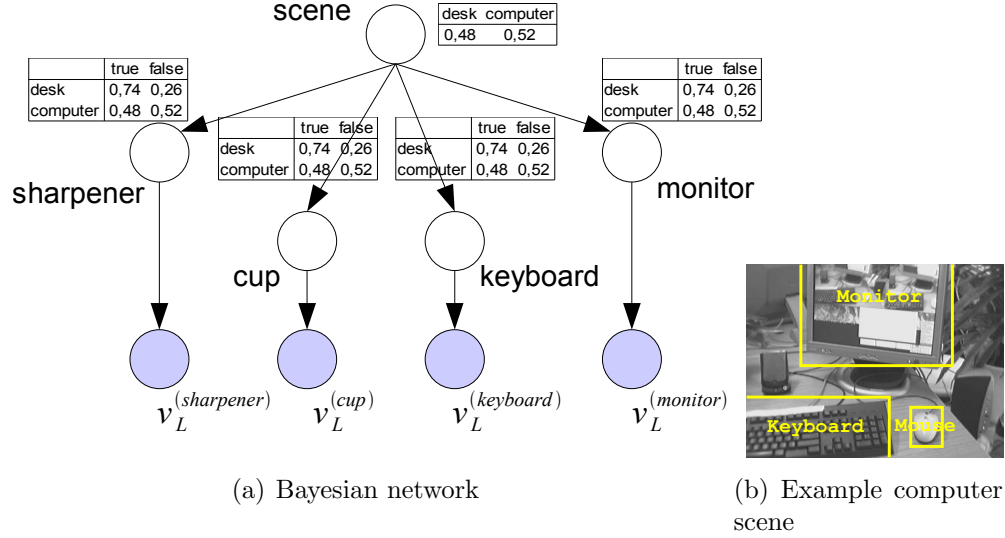 scene
desk computer
0,48 0,52
true false
desk 0,74 0,26
computer 0,48 0,52
true false
desk 0,74 0,26
computer 0,48 0,52
true false
desk 0,74 0,26
computer 0,48 0,52
true false
desk 0,74 0,26
computer 0,48 0,52
sharpener
cup
keyboard
monitor
v_L^(sharpener)
v_L^(cup)
v_L^(keyboard)
v_L^(monitor)
(a) Bayesian network
Monitor
Keyboard
Mouse
(b) Example computer
scene